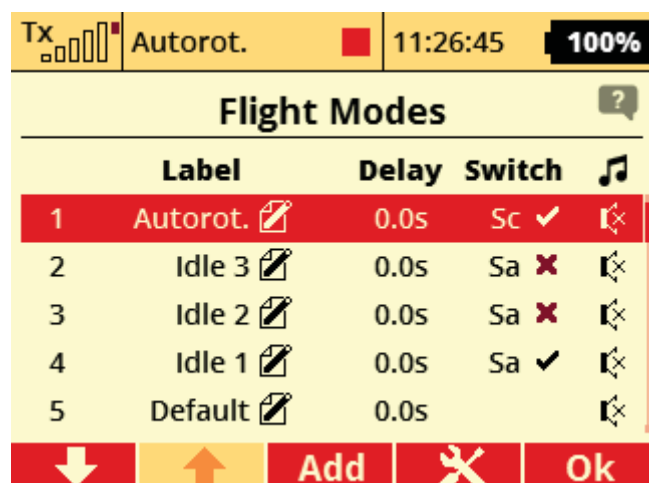 Tx Autorot. 11:26:45 100%
Flight Modes ?
Label Delay Switch
1 Autorot. 0.0s Sc
2 Idle 3 0.0s Sa
3 Idle 2 0.0s Sa
4 Idle 1 0.0s Sa
5 Default 0.0s
Add Ok